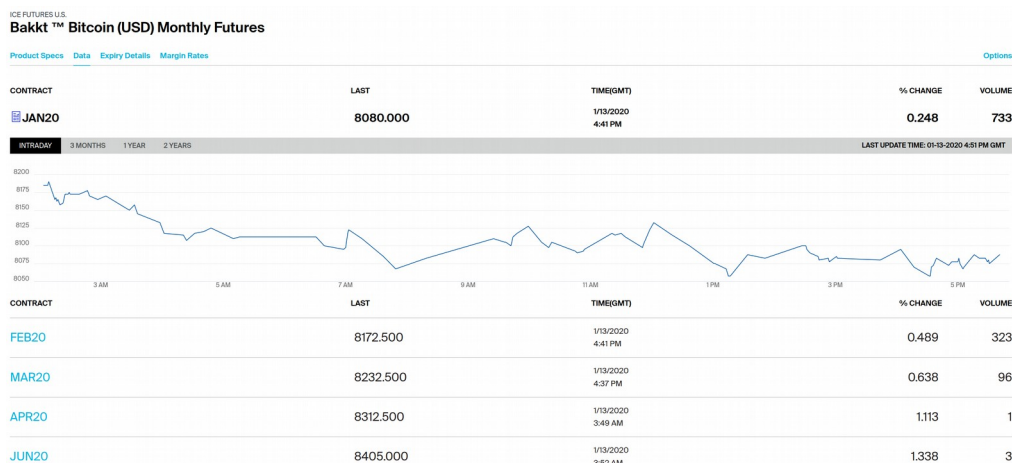 ICE FUTURES U.S.
Bakkt ™ Bitcoin (USD) Monthly Futures
Product Specs Data Expiry Details Margin Rates Options
CONTRACT LAST TIME(GMT) % CHANGE VOLUME
JAN20 8080.000 1/13/2020 4:41 PM 0.248 733
INTRADAY 3 MONTHS 1 YEAR 2 YEARS LAST UPDATE TIME: 01-13-2020 4:51 PM GMT
8200
8175
8150
8125
8100
8075
8050
3 AM 5 AM 7 AM 9 AM 11 AM 1 PM 3 PM 5 PM
CONTRACT LAST TIME(GMT) % CHANGE VOLUME
FEB20 8172.500 1/13/2020 4:41 PM 0.489 323
MAR20 8232.500 1/13/2020 4:37 PM 0.638 96
APR20 8312.500 1/13/2020 3:49 AM 1.113 1
JUN20 8405.000 1/13/2020 3:52 AM 1.338 3